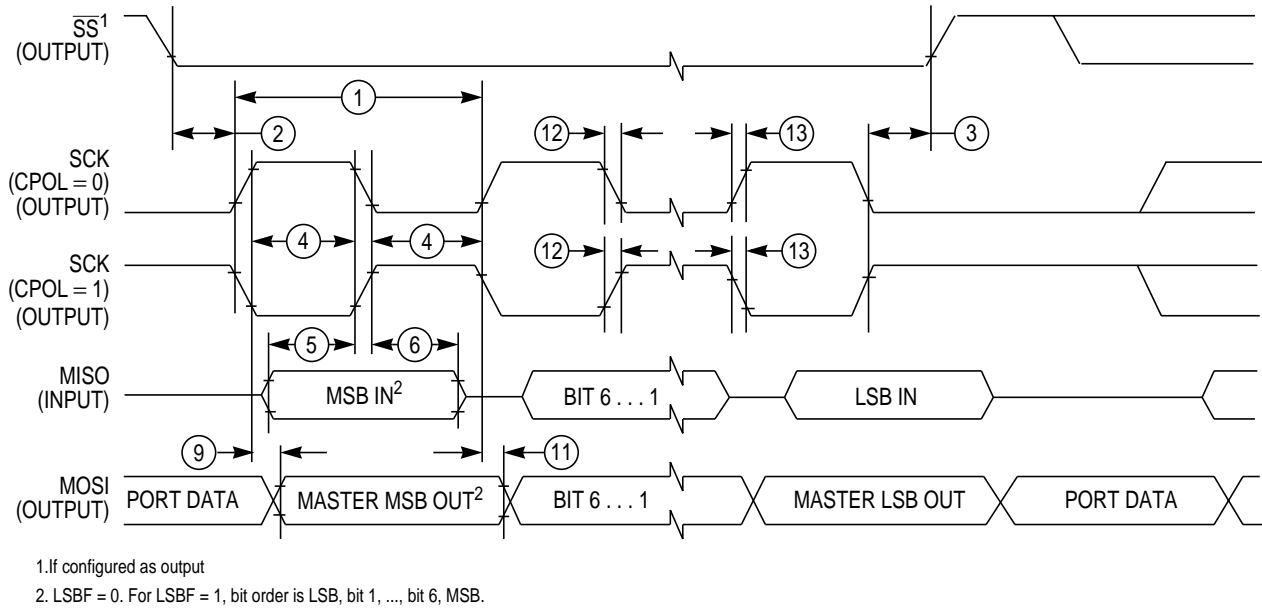 SS1
(OUTPUT)
1
2
12
13
3
SCK
(CPOL = 0)
(OUTPUT)
4
4
12
13
SCK
(CPOL = 1)
(OUTPUT)
5
6
MISO
(INPUT)
MSB IN2
BIT 6 . . . 1
LSB IN
9
11
MOSI
(OUTPUT)
PORT DATA
MASTER MSB OUT2
BIT 6 . . . 1
MASTER LSB OUT
PORT DATA
1.If configured as output
2. LSBF = 0. For LSBF = 1, bit order is LSB, bit 1, ..., bit 6, MSB.